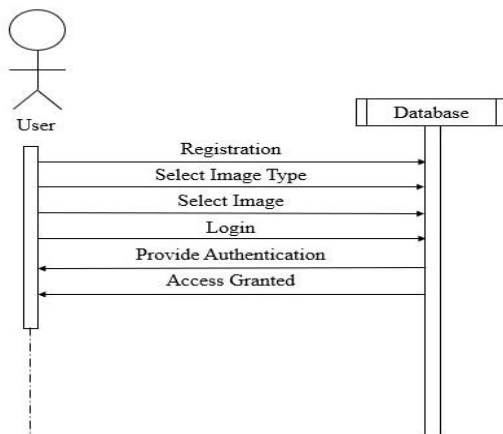 User
Database
Registration
Select Image Type
Select Image
Login
Provide Authentication
Access Granted